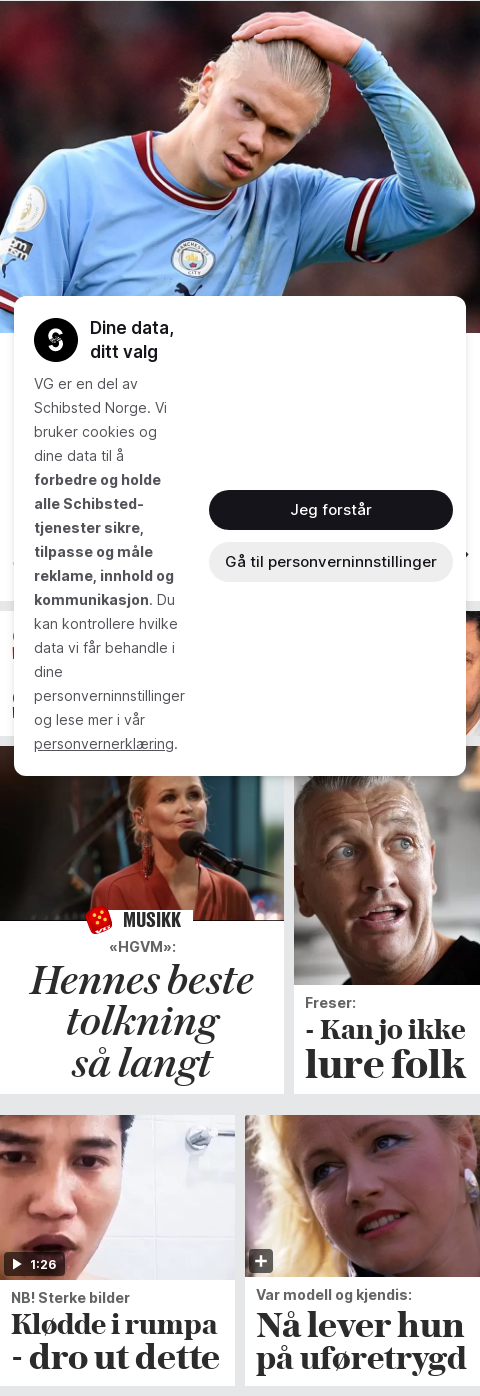 MANCHESTER
CITY
Dine data,
ditt valg
VG er en del av
Schibsted Norge. Vi
bruker cookies og
dine data til å
forbedre og holde
alle Schibsted-
tjenester sikre,
tilpasse og måle
reklame, innhold og
kommunikasjon. Du
kan kontrollere hvilke
data vi får behandle i
dine
personverninnstillinger
og lese mer i vår
personvernerklæring.
Jeg forstår
Gå til personverninnstillinger
MUSIKK
«HGVM»:
Hennes beste
tolkning
så langt
Freser:
- Kan jo ikke
lure folk
1:26
NB! Sterke bilder
Klødde i rumpa
- dro ut dette
Var modell og kjendis:
Nå lever hun
på uføretrygd